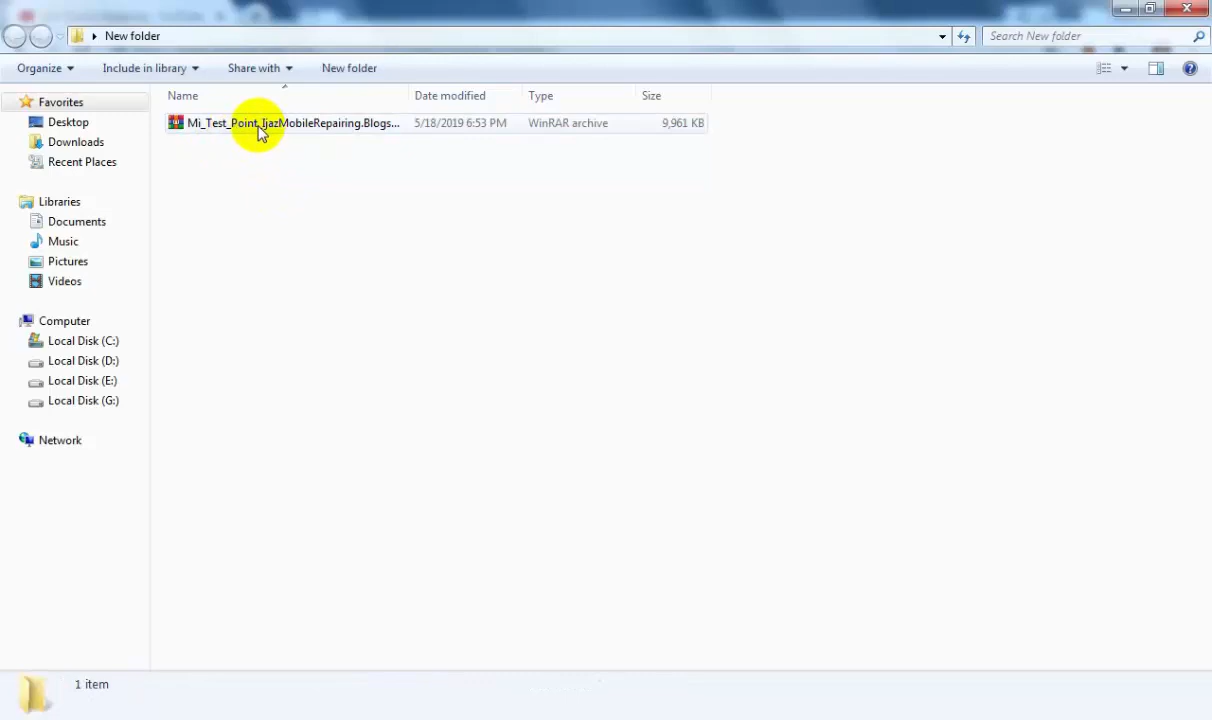 New folder
Search New folder
Organize
Include in library
Share with
New folder
Name
Date modified
Type
Size
Favorites
Desktop
Downloads
Recent Places
Libraries
Documents
Music
Pictures
Videos
Computer
Local Disk (C:)
Local Disk (D:)
Local Disk (E:)
Local Disk (G:)
Network
Mi_Test_Point_IjazMobileRepairing.Blogs... 5/18/2019 6:53 PM WinRAR archive 9,961 KB
1 item